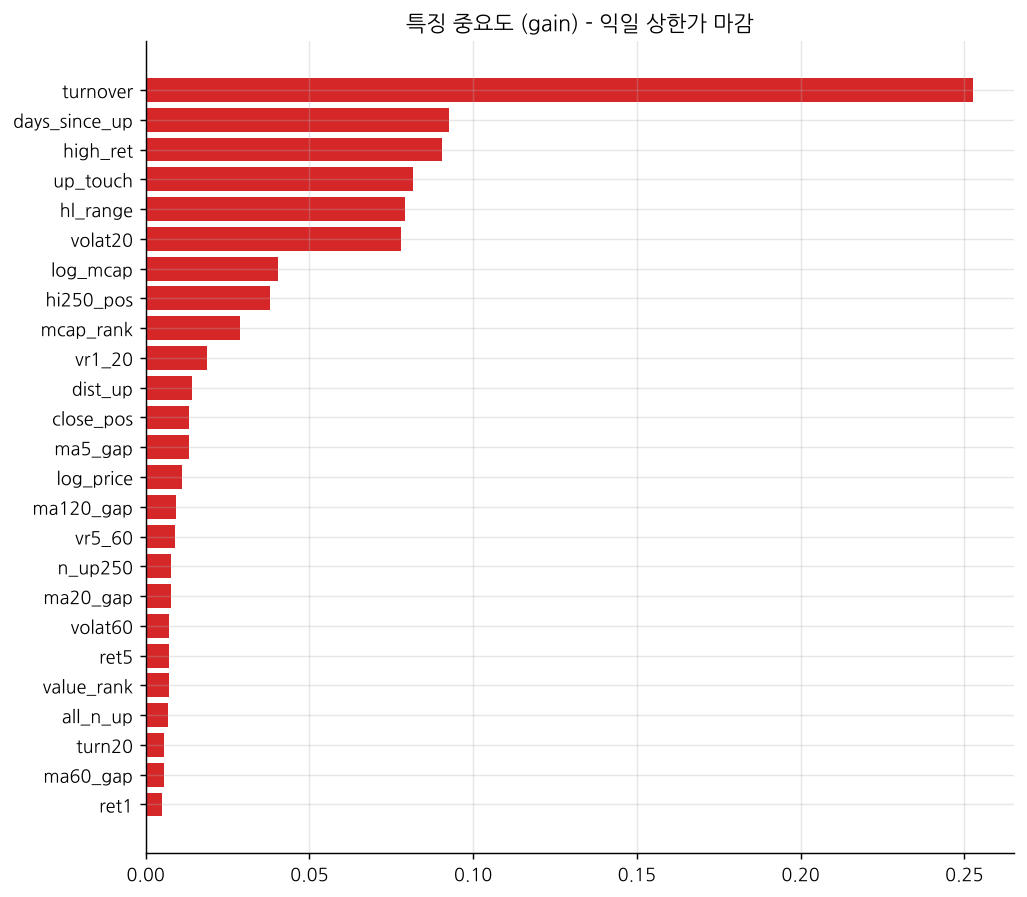 특징 중요도 (gain) - 익일 상한가 마감
turnover
days_since_up
high_ret
up_touch
hl_range
volat20
log_mcap
hi250_pos
mcap_rank
vr1_20
dist_up
close_pos
ma5_gap
log_price
ma120_gap
vr5_60
n_up250
ma20_gap
volat60
ret5
value_rank
all_n_up
turn20
ma60_gap
ret1
0.00 0.05 0.10 0.15 0.20 0.25